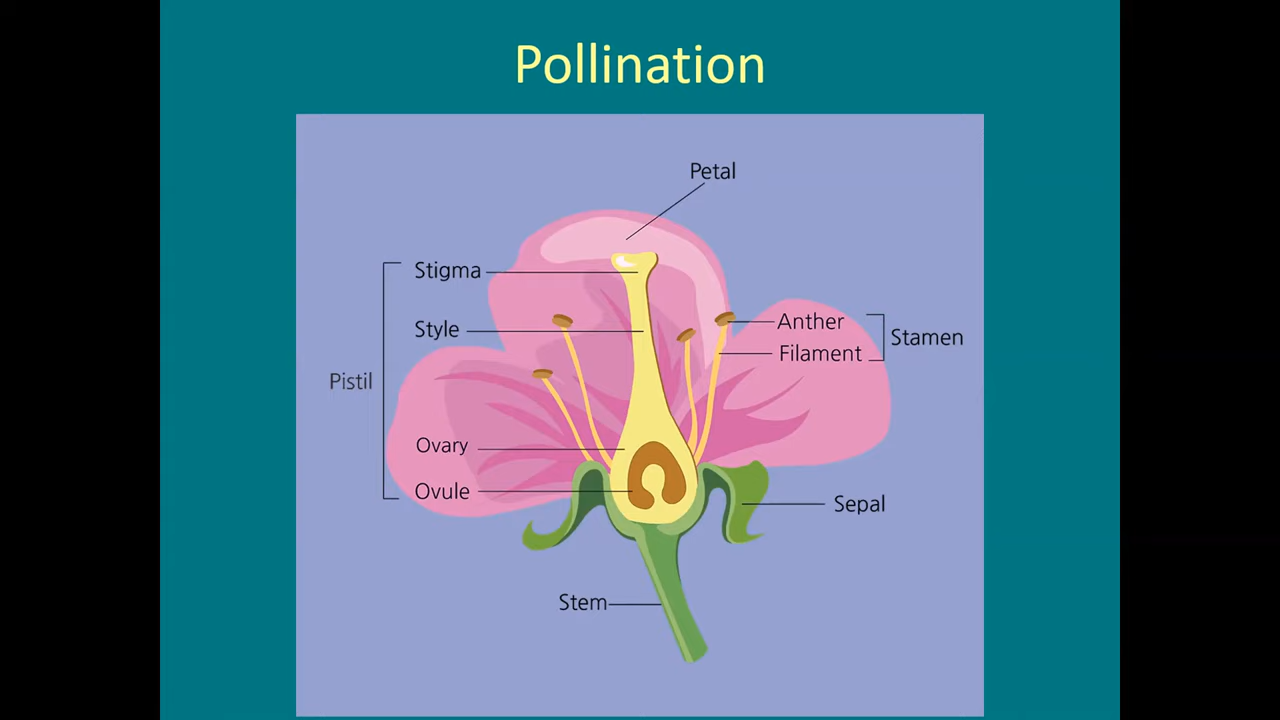 Pollination
Petal
Stigma
Style
Pistil
Ovary
Ovule
Anther
Filament
Stamen
Sepal
Stem